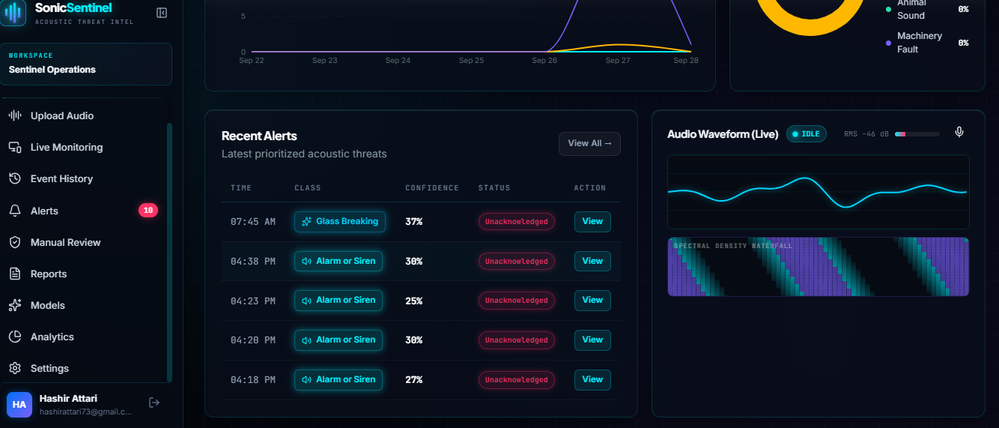 SonicSentinel
ACOUSTIC THREAT INTEL
WORKSPACE
Sentinel Operations
Upload Audio
Live Monitoring
Event History
Alerts 10
Manual Review
Reports
Models
Analytics
Settings
HA
Hashir Attari
hashirattari73@gmail.c...
5
0
Sep 22 Sep 23 Sep 24 Sep 25 Sep 26 Sep 27 Sep 28
Animal
Sound 0%
Machinery
Fault 0%
Recent Alerts
Latest prioritized acoustic threats
View All →
TIME CLASS CONFIDENCE STATUS ACTION
07:45 AM Glass Breaking 37% Unacknowledged View
04:38 PM Alarm or Siren 30% Unacknowledged View
04:23 PM Alarm or Siren 25% Unacknowledged View
04:20 PM Alarm or Siren 30% Unacknowledged View
04:18 PM Alarm or Siren 27% Unacknowledged View
Audio Waveform (Live) IDLE RMS -46 dB
SPECTRAL DENSITY WATERFALL